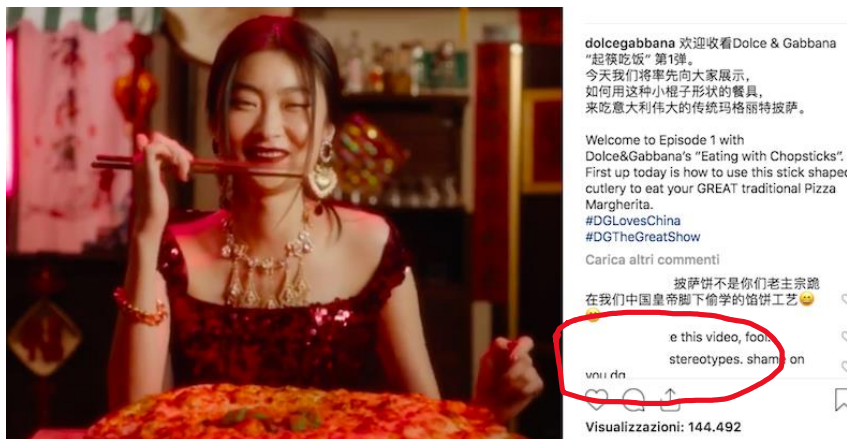 dolcegabbana 欢迎收看Dolce & Gabbana
“起筷吃饭” 第1弹。
今天我们将率先向大家展示，
如何用这种小棍子形状的餐具，
来吃意大利伟大的传统玛格丽特披萨。
Welcome to Episode 1 with
Dolce&Gabbana’s “Eating with Chopsticks”.
First up today is how to use this stick shaped
cutlery to eat your GREAT traditional Pizza
Margherita.
#DGLovesChina
#DGTheGreatShow
Carica altri commenti
披萨饼不是你们老主宗跪
在我们中国皇帝脚下偷学的馅饼工艺😀
😀
e this video, fool.
stereotypes. shame on
you dg
Visualizzazioni: 144.492